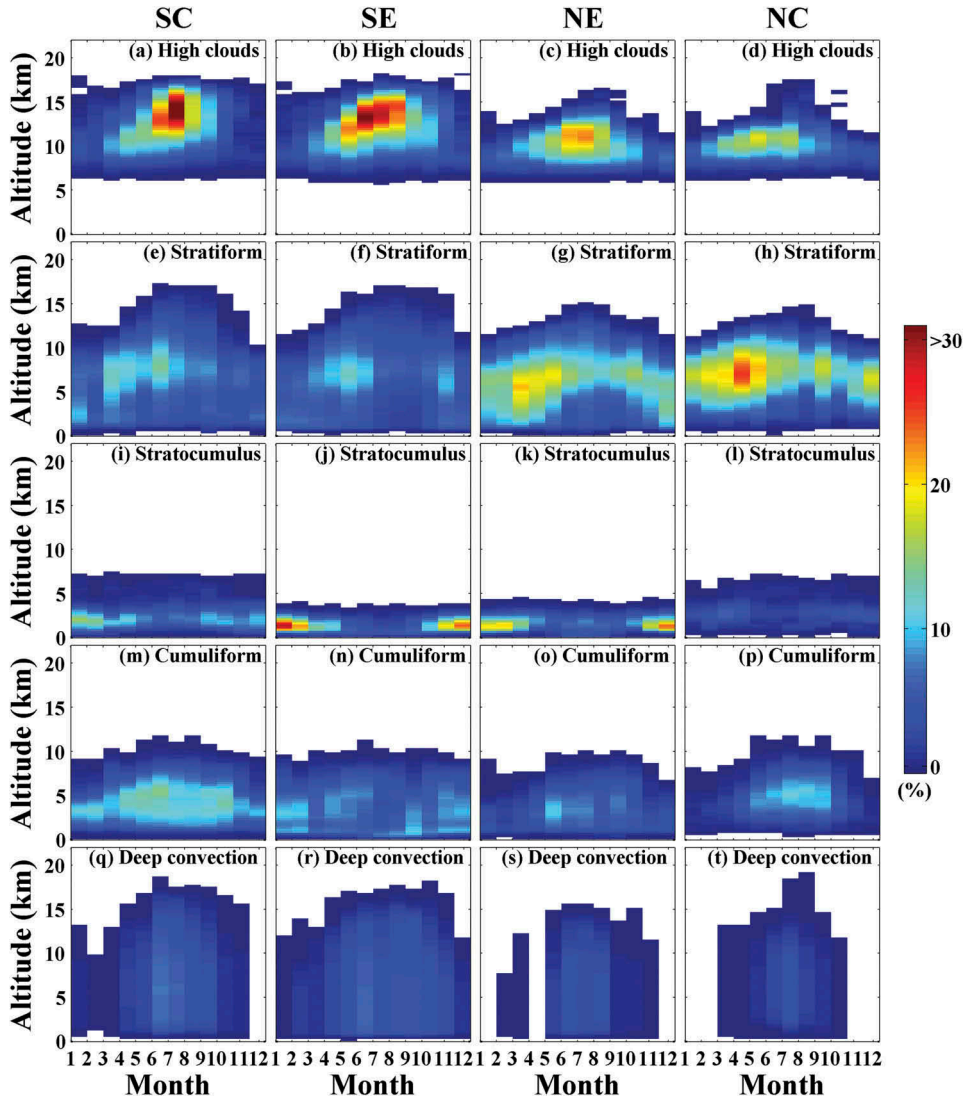 SC SE NE NC
(a) High clouds (b) High clouds (c) High clouds (d) High clouds
Altitude (km)
20
15
10
5
0
(e) Stratiform (f) Stratiform (g) Stratiform (h) Stratiform
Altitude (km)
20
15
10
5
0
>30
20
10
0
(%)
(i) Stratocumulus (j) Stratocumulus (k) Stratocumulus (l) Stratocumulus
Altitude (km)
20
15
10
5
0
(m) Cumuliform (n) Cumuliform (o) Cumuliform (p) Cumuliform
Altitude (km)
20
15
10
5
0
(q) Deep convection (r) Deep convection (s) Deep convection (t) Deep convection
Altitude (km)
20
15
10
5
0
1 2 3 4 5 6 7 8 9 10 11 12 1 2 3 4 5 6 7 8 9 10 11 12 1 2 3 4 5 6 7 8 9 10 11 12 1 2 3 4 5 6 7 8 9 10 11 12
Month Month Month Month